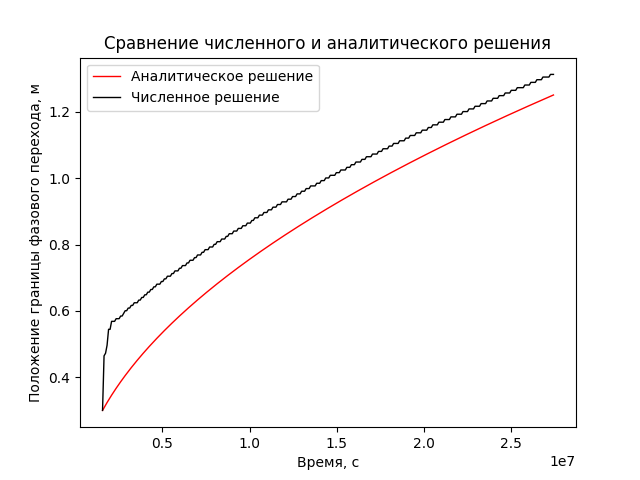 Сравнение численного и аналитического решения
Аналитическое решение
Численное решение
Положение границы фазового перехода, м
1.2
1.0
0.8
0.6
0.4
0.5
1.0
1.5
2.0
2.5
1e7
Время, с